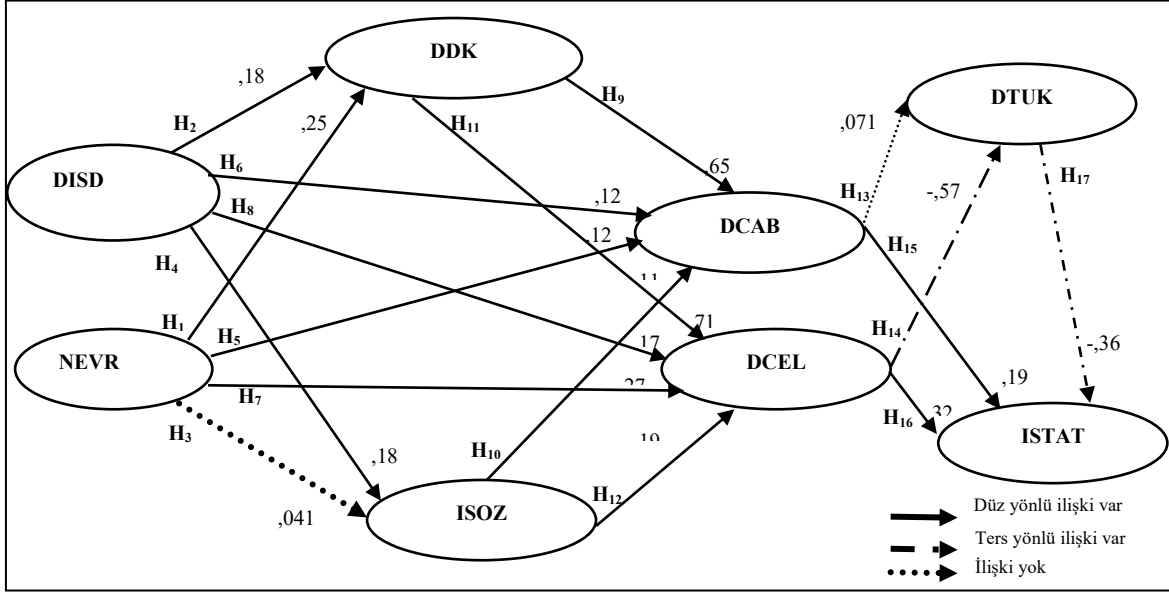 DDK
,18
H₉
DTUK
H₂
,25
H₁₁
,071
DISD
H₆
,65
H₁₃
-,57
H₁₇
,12
H₈
DCAB
,12
H₁₅
H₄
,11
H₁
H₅
,71
H₁₄
NEVR
,17
DCEL
-,36
H₇
,27
,19
H₃
H₁₆
,32
H₁₀
,19
ISTAT
,18
H₁₂
,041
ISOZ
Düz yönlü ilişki var
Ters yönlü ilişki var
İlişki yok